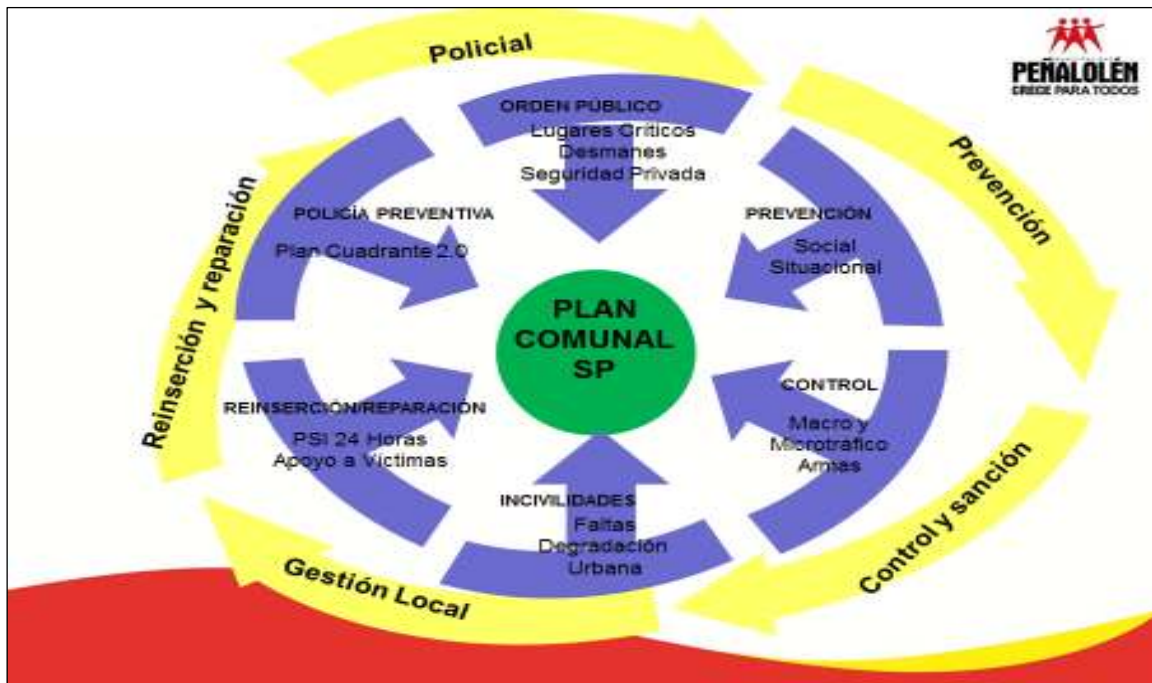 Policial
PEÑALOLÉN
CRECE PARA TODOS
ORDEN PÚBLICO
Lugares Críticos
Desmanes
Seguridad Privada
Prevención
POLICÍA PREVENTIVA
Plan Cuadrante 2.0
PREVENCIÓN
Social
Situacional
Reinserción y reparación
PLAN
COMUNAL
SP
CONTROL
Macro y
Microtráfico
Armas
REINSERCIÓN/REPARACIÓN
PSI 24 Horas
Apoyo a Víctimas
INCIVILIDADES
Faltas
Degradación
Urbana
Control y sanción
Gestión Local